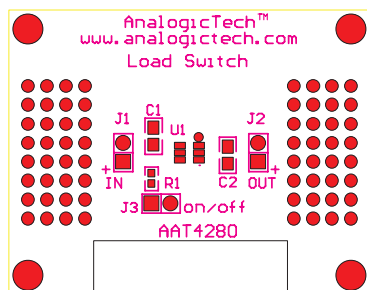 AnalogicTech™
www.analogictech.com
Load Switch
J1
C1
U1
J2
+
IN
R1
C2
+
OUT
J3
on/off
AAT4280